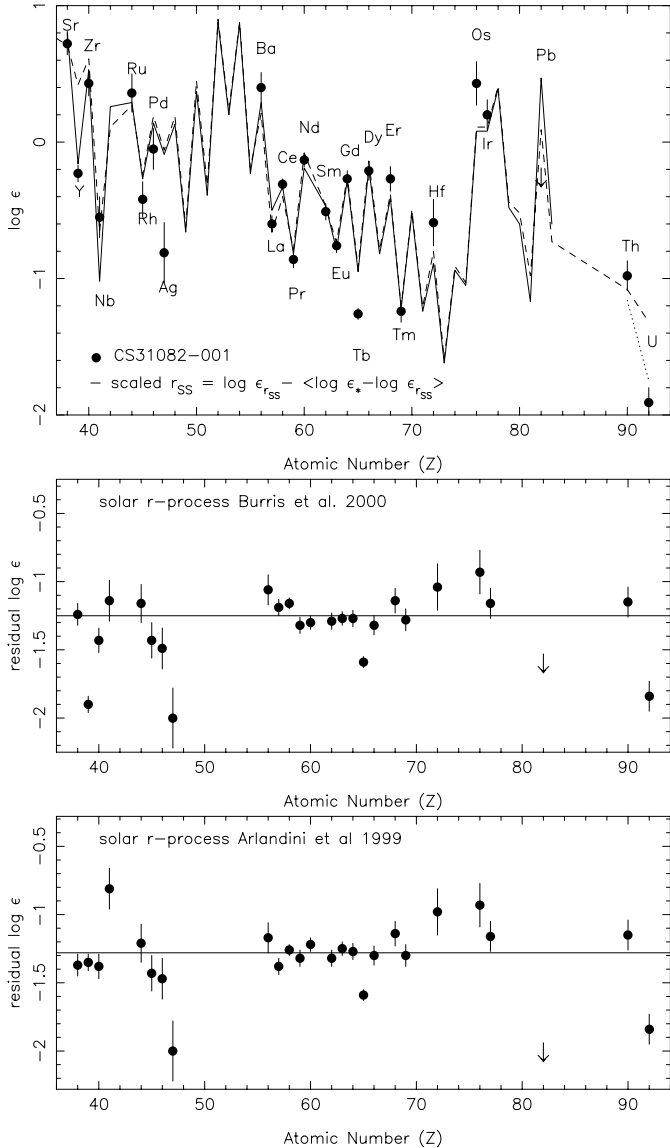 1
0
−1
−2
log ϵ
Sr
Zr
Y
Nb
Ru
Pd
Rh
Ag
Ba
Ce
La
Nd
Pr
Sm
Eu
Gd
Tb
Dy
Er
Tm
Hf
Os
Ir
Pb
Th
U
CS31082−001
− scaled r_SS = log ϵ_r_SS − <log ϵ_*−log ϵ_r_SS>
40 50 60 70 80 90
Atomic Number (Z)
solar r−process Burris et al. 2000
−0.5
−1
−1.5
−2
residual log ϵ
40 50 60 70 80 90
Atomic Number (Z)
solar r−process Arlandini et al 1999
−0.5
−1
−1.5
−2
residual log ϵ
40 50 60 70 80 90
Atomic Number (Z)